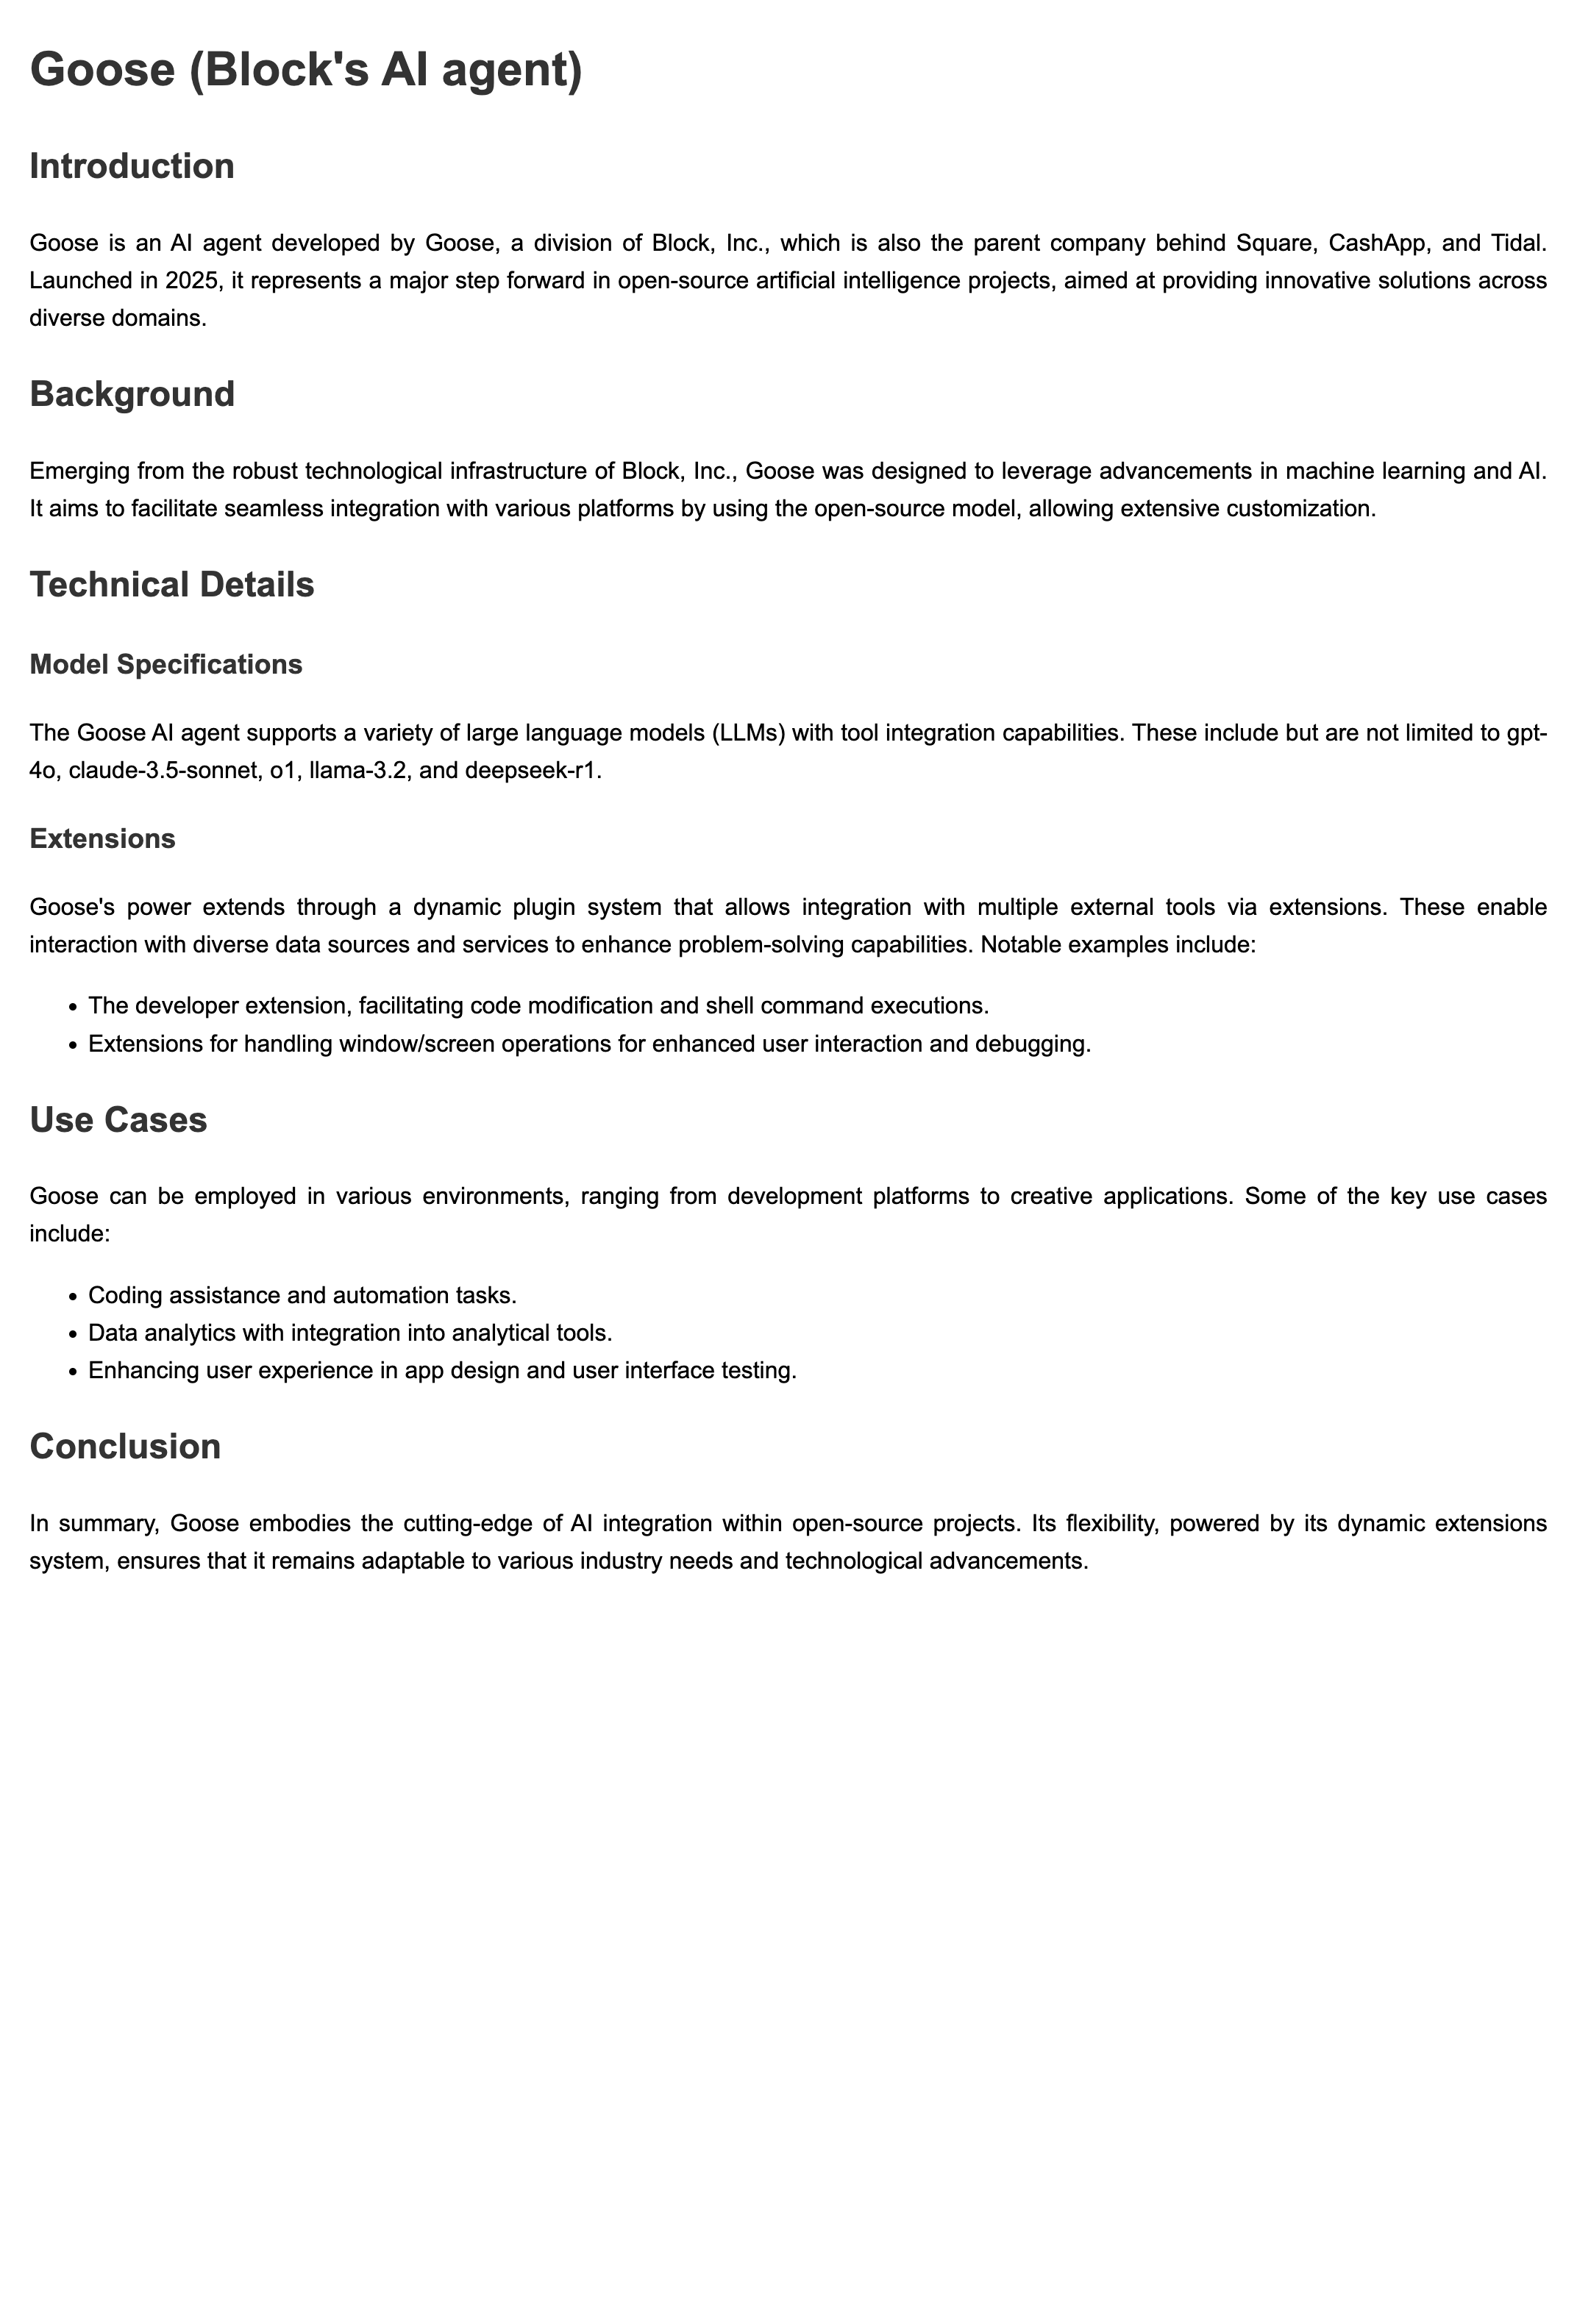 Goose (Block's AI agent)
Introduction
Goose is an AI agent developed by Goose, a division of Block, Inc., which is also the parent company behind Square, CashApp, and Tidal.
Launched in 2025, it represents a major step forward in open-source artificial intelligence projects, aimed at providing innovative solutions across
diverse domains.
Background
Emerging from the robust technological infrastructure of Block, Inc., Goose was designed to leverage advancements in machine learning and AI.
It aims to facilitate seamless integration with various platforms by using the open-source model, allowing extensive customization.
Technical Details
Model Specifications
The Goose AI agent supports a variety of large language models (LLMs) with tool integration capabilities. These include but are not limited to gpt-
4o, claude-3.5-sonnet, o1, llama-3.2, and deepseek-r1.
Extensions
Goose's power extends through a dynamic plugin system that allows integration with multiple external tools via extensions. These enable
interaction with diverse data sources and services to enhance problem-solving capabilities. Notable examples include:
• The developer extension, facilitating code modification and shell command executions.
• Extensions for handling window/screen operations for enhanced user interaction and debugging.
Use Cases
Goose can be employed in various environments, ranging from development platforms to creative applications. Some of the key use cases
include:
• Coding assistance and automation tasks.
• Data analytics with integration into analytical tools.
• Enhancing user experience in app design and user interface testing.
Conclusion
In summary, Goose embodies the cutting-edge of AI integration within open-source projects. Its flexibility, powered by its dynamic extensions
system, ensures that it remains adaptable to various industry needs and technological advancements.